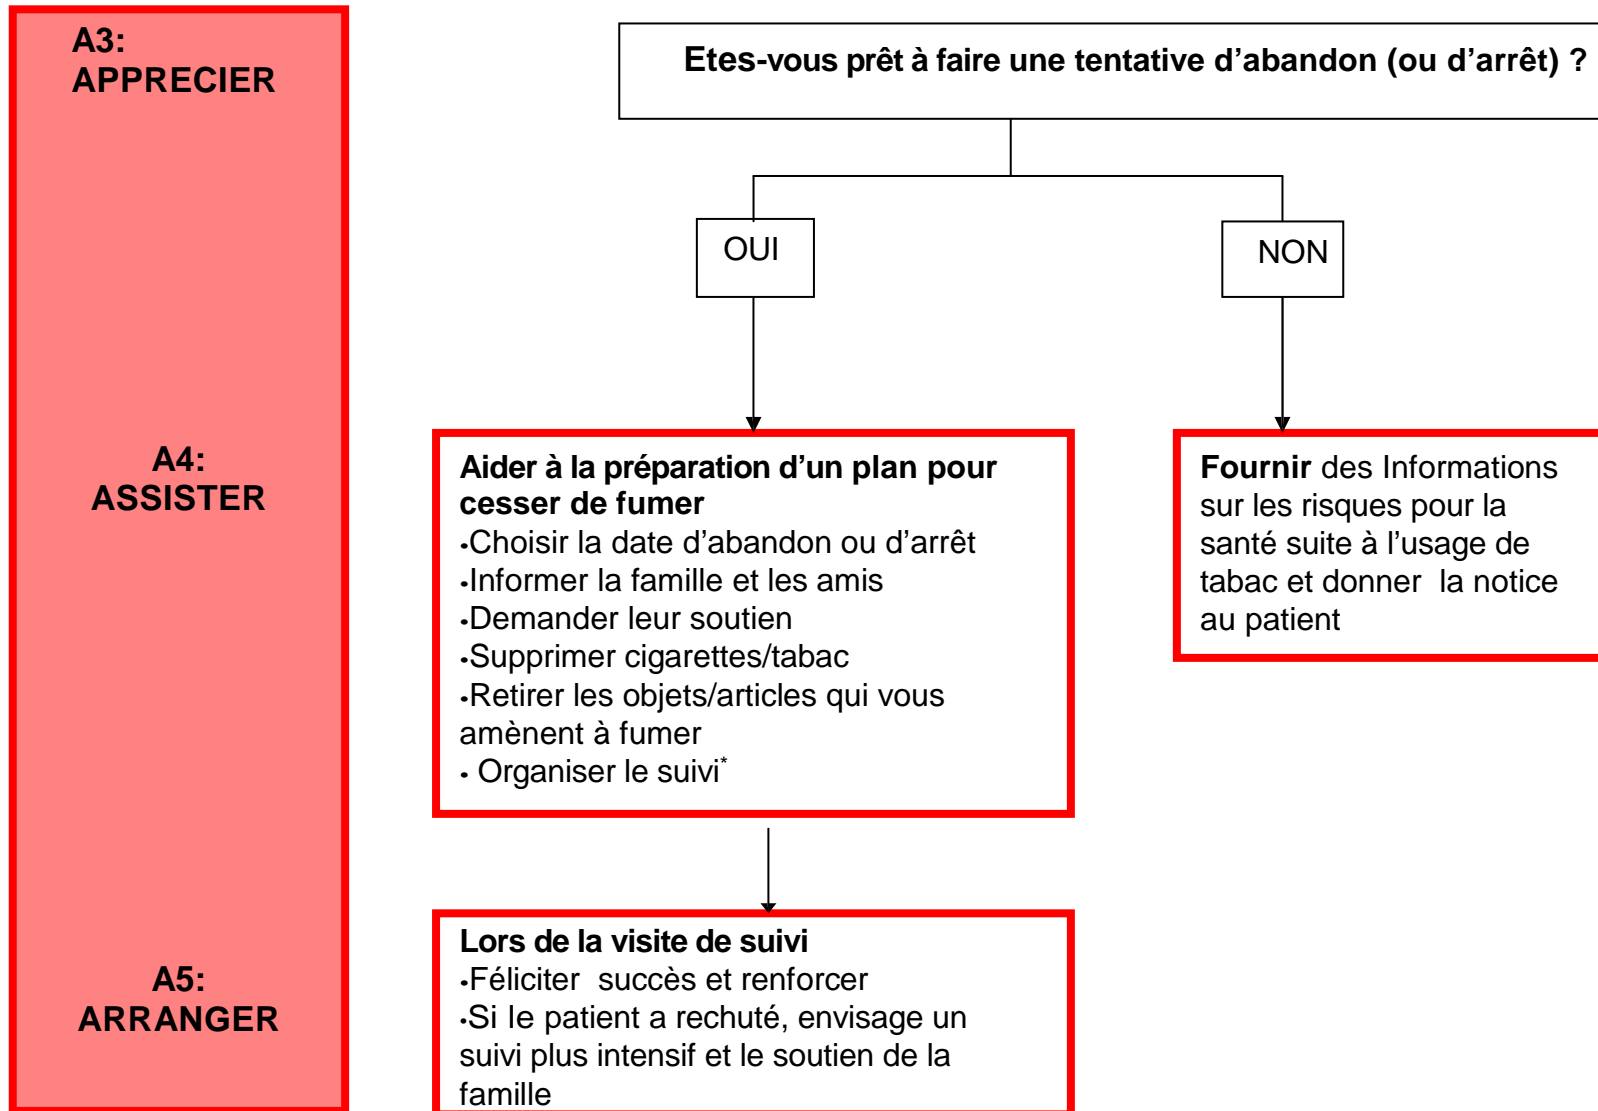 A3:
APPRECIER
Etes-vous prêt à faire une tentative d’abandon (ou d’arrêt) ?
OUI
NON
A4:
ASSISTER
Aider à la préparation d’un plan pour
cesser de fumer
•Choisir la date d’abandon ou d’arrêt
•Informer la famille et les amis
•Demander leur soutien
•Supprimer cigarettes/tabac
•Retirer les objets/articles qui vous
amènent à fumer
• Organiser le suivi*
Fournir des Informations
sur les risques pour la
santé suite à l’usage de
tabac et donner  la notice
au patient
A5:
ARRANGER
Lors de la visite de suivi
•Féliciter  succès et renforcer
•Si le patient a rechuté, envisage un
suivi plus intensif et le soutien de la
famille